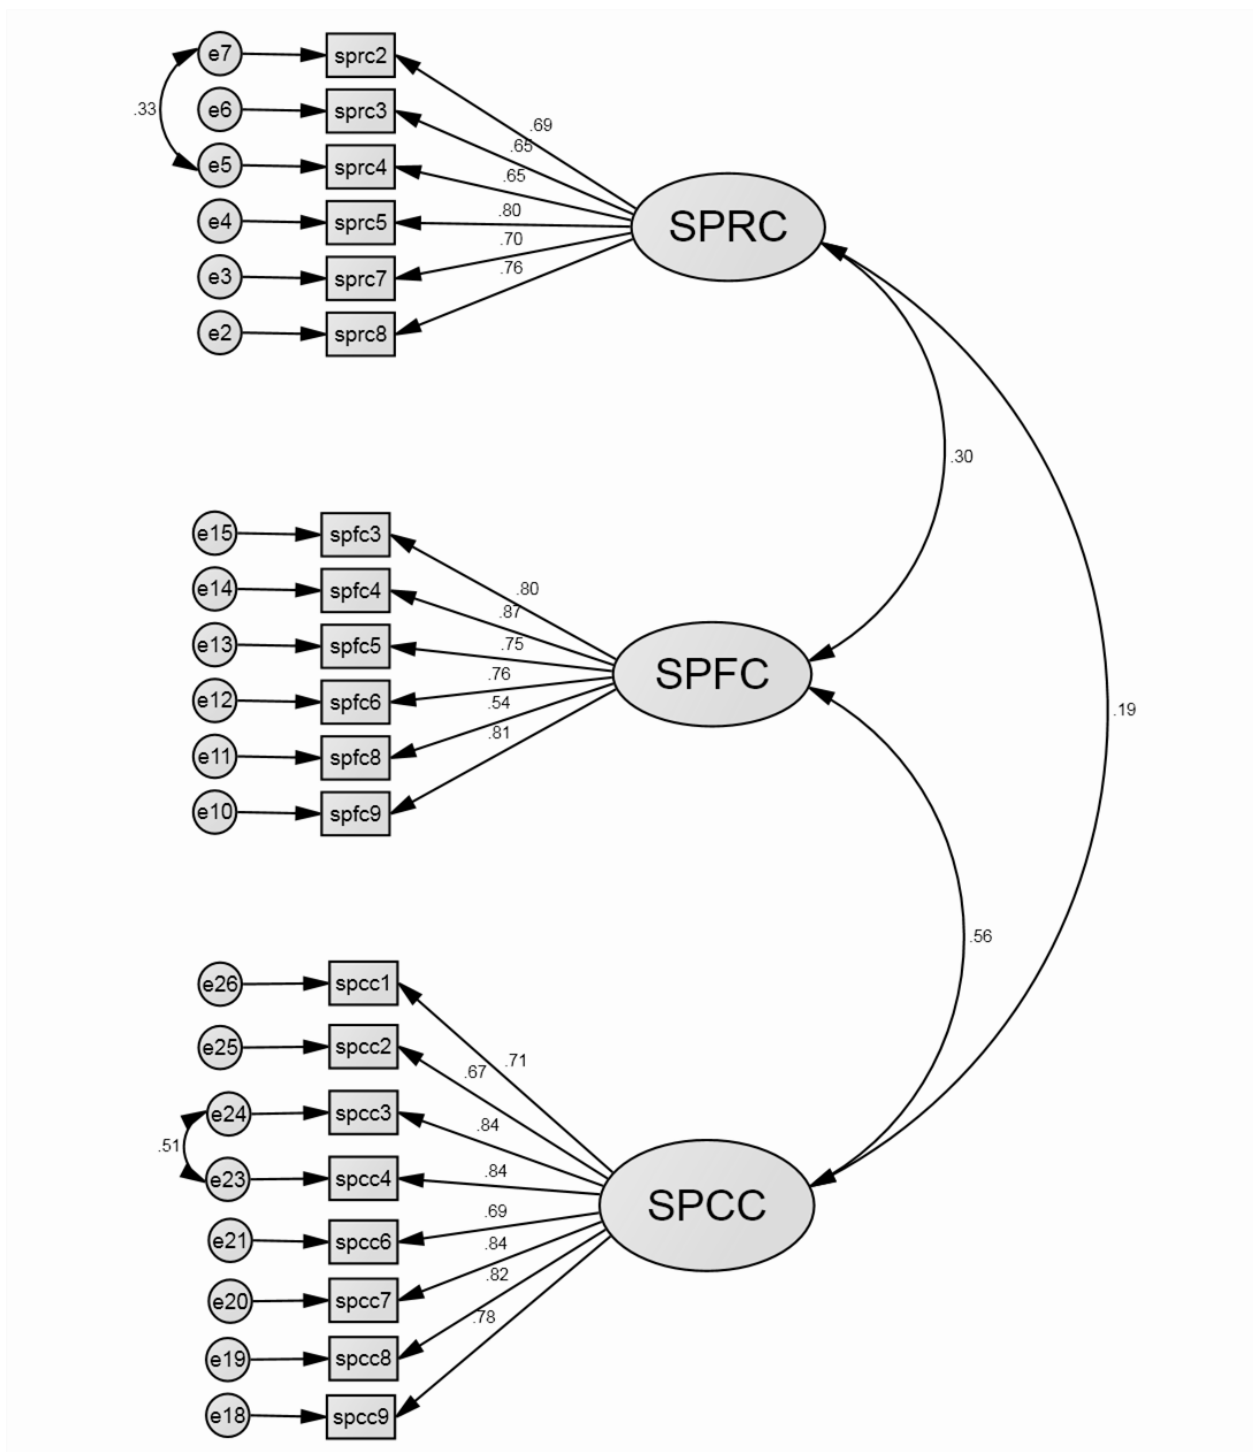 e7 sprc2
.33
e6 sprc3
e5 sprc4
e4 sprc5
e3 sprc7
e2 sprc8
.69
.65
.65
.80
.70
.76
SPRC
.30
.19
e15 spfc3
e14 spfc4
e13 spfc5
e12 spfc6
e11 spfc8
e10 spfc9
.80
.87
.75
.76
.54
.81
SPFC
.56
e26 spcc1
e25 spcc2
e24 spcc3
.51
e23 spcc4
e21 spcc6
e20 spcc7
e19 spcc8
e18 spcc9
.71
.67
.84
.84
.69
.84
.82
.78
SPCC